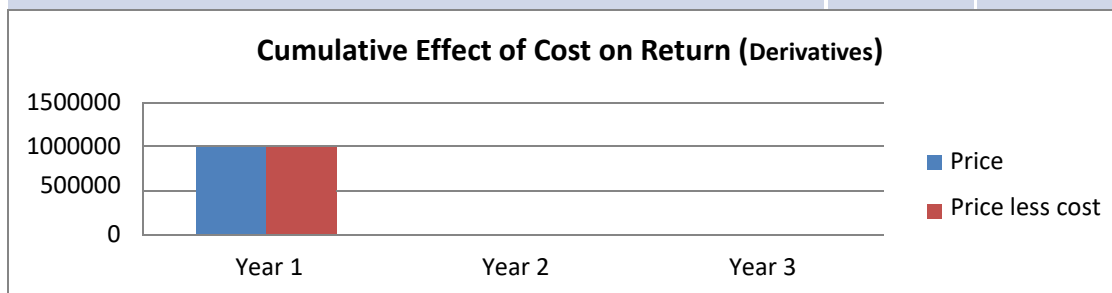 Cumulative Effect of Cost on Return (Derivatives)
1500000
1000000
500000
0
Year 1 Year 2 Year 3
Price
Price less cost